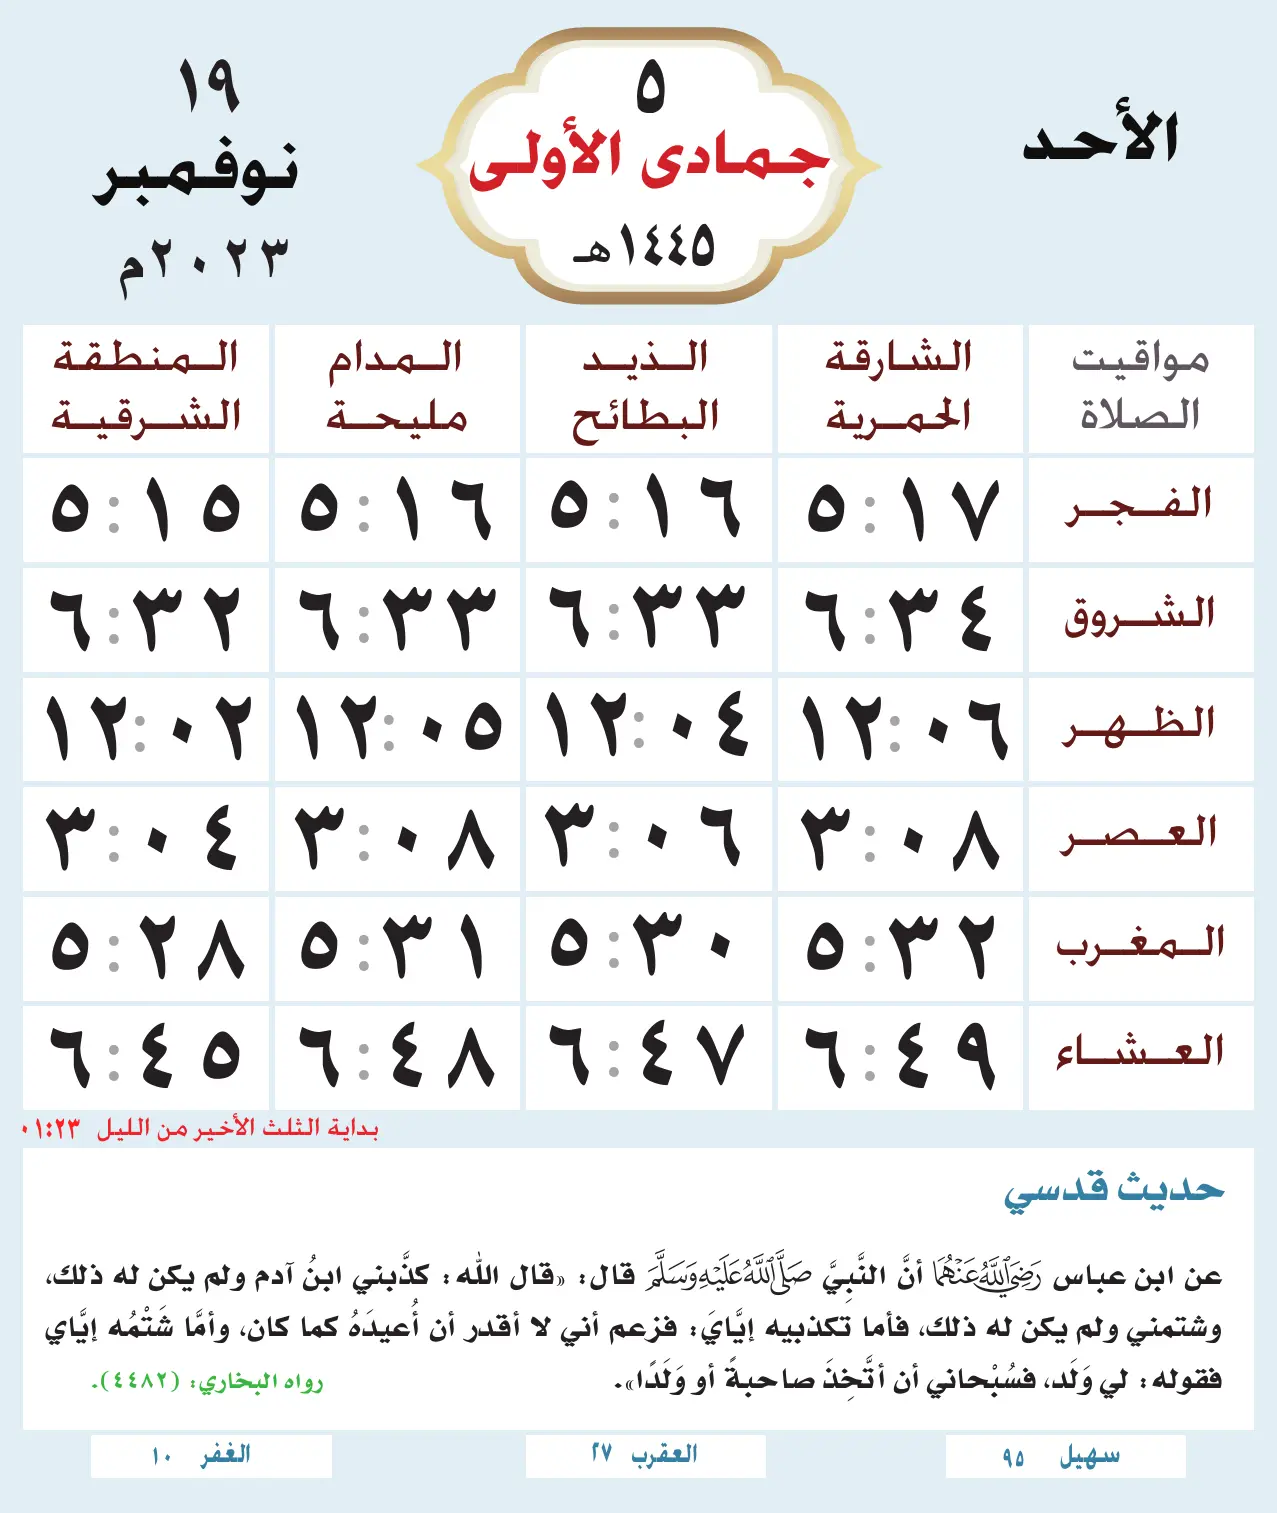 الأحد
٥
جمادى الأولى
١٤٤٥هـ
١٩
نوفمبر
٢٠٢٣م
مواقيت الصلاة
الشارقة الحمرية
الذيد البطائح
المدام مليحة
المنطقة الشرقية
الفجر ٥:١٧ ٥:١٦ ٥:١٦ ٥:١٥
الشروق ٦:٣٤ ٦:٣٣ ٦:٣٣ ٦:٣٢
الظهر ١٢:٠٦ ١٢:٠٤ ١٢:٠٥ ١٢:٠٢
العصر ٣:٠٨ ٣:٠٦ ٣:٠٨ ٣:٠٤
المغرب ٥:٣٢ ٥:٣٠ ٥:٣١ ٥:٢٨
العشاء ٦:٤٩ ٦:٤٧ ٦:٤٨ ٦:٤٥
بداية الثلث الأخير من الليل ٠١:٢٣
حديث قدسي
عن ابن عباس رَضِيَ اللَّهُ عَنْهُمَا أنَّ النَّبِيَّ صَلَّى اللَّهُ عَلَيْهِ وَسَلَّمَ قال: «قال الله: كذَّبني ابنُ آدم ولم يكن له ذلك،
وشتمني ولم يكن له ذلك، فأما تكذبيه إيَّايَ: فزعم أني لا أقدر أن أُعيدَهُ كما كان، وأمَّا شَتْمُه إيَّاي
فقوله: لي وَلَد، فسُبْحاني أن أتَّخِذَ صاحبةً أو وَلَدًا». رواه البخاري: (٤٤٨٢).
سهيل ٩٥
العقرب ٢٧
الغفر ١٠